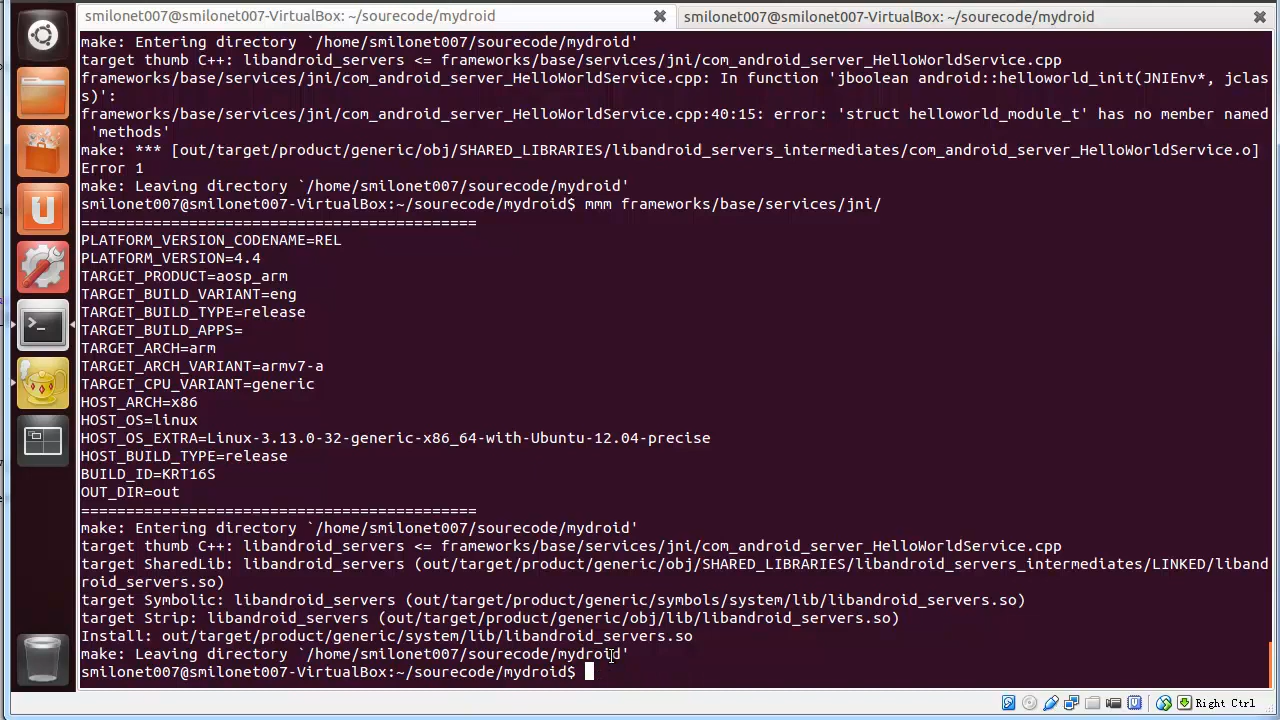 smilonet007@smilonet007-VirtualBox: ~/sourecode/mydroid
smilonet007@smilonet007-VirtualBox: ~/sourecode/mydroid
make: Entering directory `/home/smilonet007/sourecode/mydroid'
target thumb C++: libandroid_servers <= frameworks/base/services/jni/com_android_server_HelloWorldService.cpp
frameworks/base/services/jni/com_android_server_HelloWorldService.cpp: In function 'jboolean android::helloworld_init(JNIEnv*, jclas
s)':
frameworks/base/services/jni/com_android_server_HelloWorldService.cpp:40:15: error: 'struct helloworld_module_t' has no member named
 'methods'
make: *** [out/target/product/generic/obj/SHARED_LIBRARIES/libandroid_servers_intermediates/com_android_server_HelloWorldService.o]
Error 1
make: Leaving directory `/home/smilonet007/sourecode/mydroid'
smilonet007@smilonet007-VirtualBox:~/sourecode/mydroid$ mmm frameworks/base/services/jni/
============================================
PLATFORM_VERSION_CODENAME=REL
PLATFORM_VERSION=4.4
TARGET_PRODUCT=aosp_arm
TARGET_BUILD_VARIANT=eng
TARGET_BUILD_TYPE=release
TARGET_BUILD_APPS=
TARGET_ARCH=arm
TARGET_ARCH_VARIANT=armv7-a
TARGET_CPU_VARIANT=generic
HOST_ARCH=x86
HOST_OS=linux
HOST_OS_EXTRA=Linux-3.13.0-32-generic-x86_64-with-Ubuntu-12.04-precise
HOST_BUILD_TYPE=release
BUILD_ID=KRT16S
OUT_DIR=out
============================================
make: Entering directory `/home/smilonet007/sourecode/mydroid'
target thumb C++: libandroid_servers <= frameworks/base/services/jni/com_android_server_HelloWorldService.cpp
target SharedLib: libandroid_servers (out/target/product/generic/obj/SHARED_LIBRARIES/libandroid_servers_intermediates/LINKED/liband
roid_servers.so)
target Symbolic: libandroid_servers (out/target/product/generic/symbols/system/lib/libandroid_servers.so)
target Strip: libandroid_servers (out/target/product/generic/obj/lib/libandroid_servers.so)
Install: out/target/product/generic/system/lib/libandroid_servers.so
make: Leaving directory `/home/smilonet007/sourecode/mydroid'
smilonet007@smilonet007-VirtualBox:~/sourecode/mydroid$
Right Ctrl